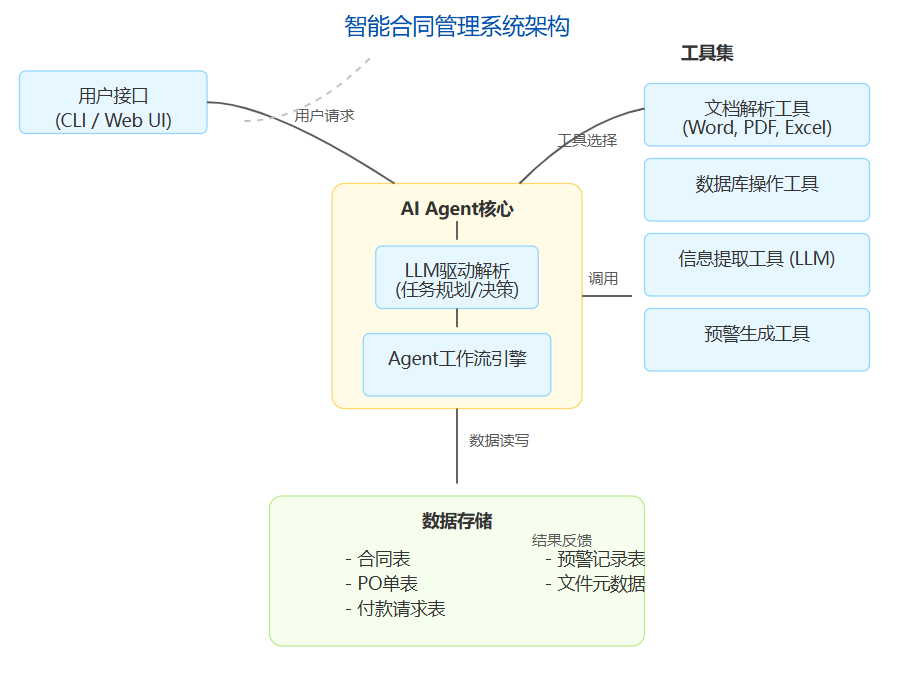 智能合同管理系统架构
工具集
用户接口
(CLI / Web UI)
用户请求
工具选择
文档解析工具
(Word, PDF, Excel)
数据库操作工具
信息提取工具 (LLM)
预警生成工具
AI Agent核心
LLM驱动解析
(任务规划/决策)
Agent工作流引擎
调用
数据读写
数据存储
- 合同表
- PO单表
- 付款请求表
结果反馈
- 预警记录表
- 文件元数据